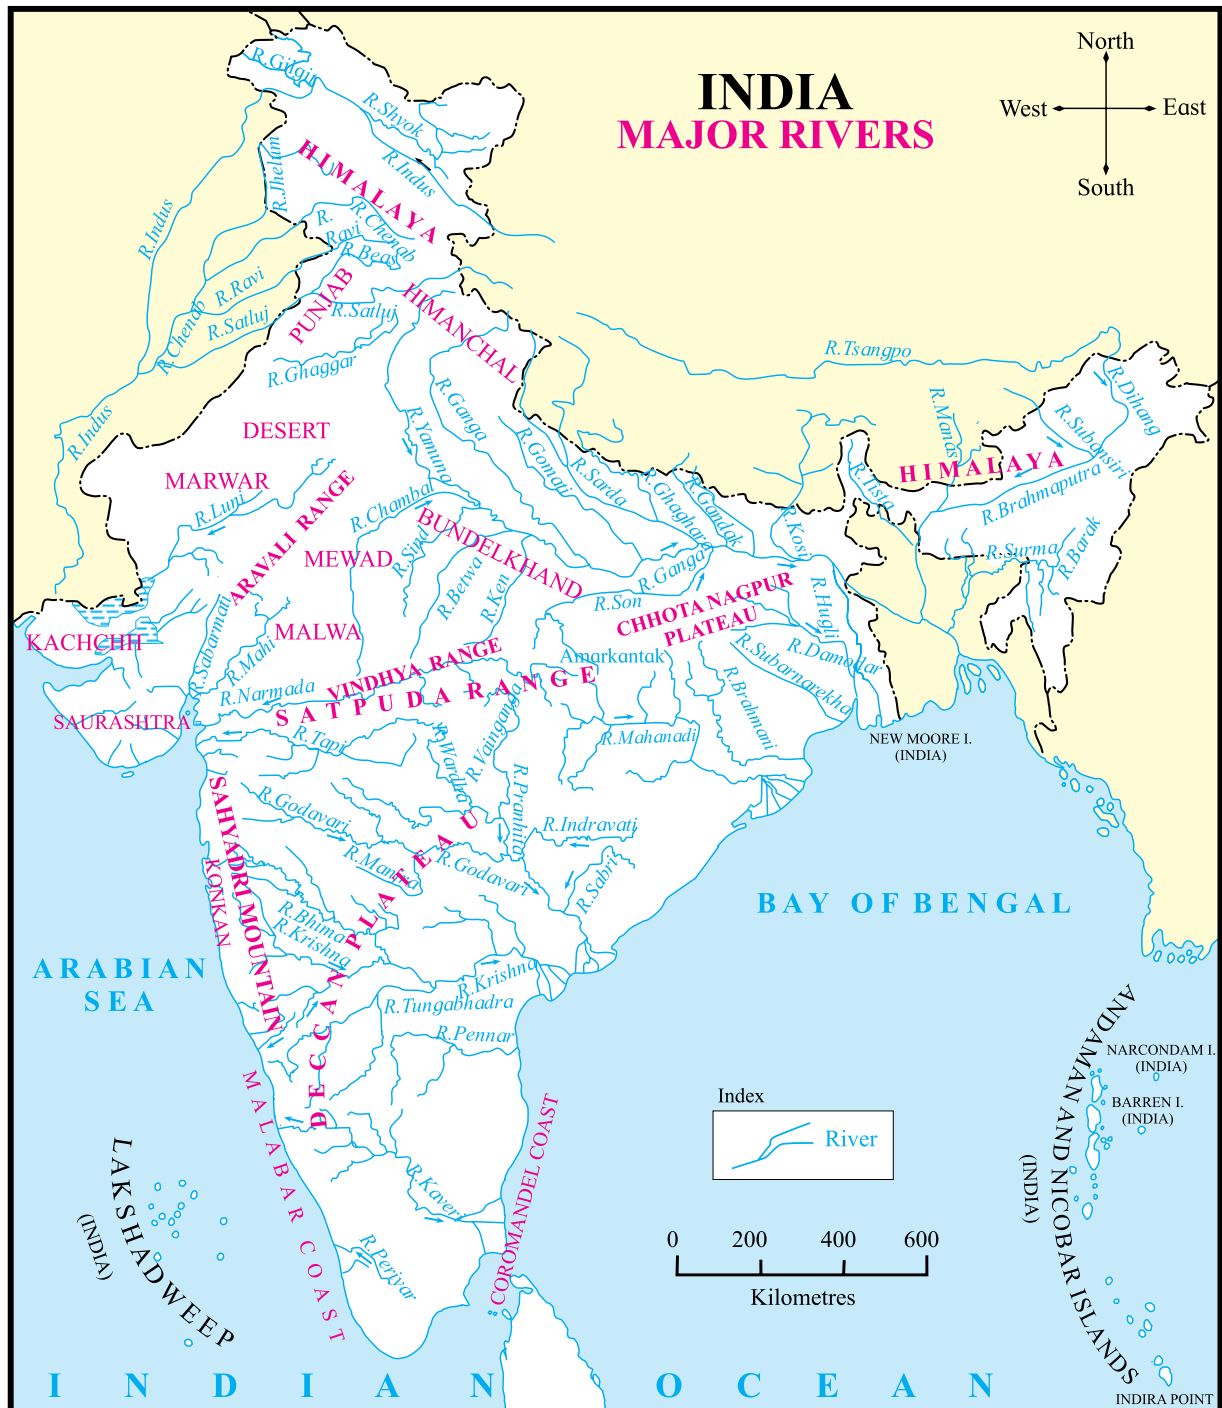 INDIA
MAJOR RIVERS
North
West
East
South
R.Gilgit
R.Shyok
R.Indus
R.Jhelum
HIMALAYA
R.Indus
R.
Ravi
R.Chenab
R.Beas
R.Ravi
R.Chenab
R.Satluj
PUNJAB
R.Satluj
HIMANCHAL
R.Ghaggar
R.Indus
R.Tsangpo
R.Dihang
R.Subansiri
R.Manas
HIMALAYA
R.Brahmaputra
R.Tista
R.Surma
R.Barak
DESERT
MARWAR
R.Luni
ARAVALI RANGE
MEWAD
R.Chambal
R.Yamuna
R.Ganga
R.Gomati
R.Sarda
R.Ghaghara
R.Gandak
R.Kosi
BUNDELKHAND
R.Sind
R.Betwa
R.Ken
R.Son
R.Ganga
CHHOTA NAGPUR
PLATEAU
R.Hugli
R.Damodar
R.Subarnarekha
R.Brahmani
KACHCHH
SAURASHTRA
R.Sabarmati
R.Mahi
MALWA
VINDHYA RANGE
R.Narmada
SATPUDA RANGE
Amarkantak
R.Tapi
R.Wardha
R.Vainganga
R.Mahanadi
NEW MOORE I.
(INDIA)
SAHYADRI MOUNTAIN
KONKAN
R.Godavari
R.Manjra
R.Pranhita
R.Indravati
R.Godavari
R.Sabri
DECCAN PLATEAU
R.Bhima
R.Krishna
R.Krishna
R.Tungabhadra
R.Pennar
BAY OF BENGAL
ARABIAN
SEA
MALABAR COAST
COROMANDEL COAST
R.Kaveri
R.Periyar
LAKSHADWEEP
(INDIA)
ANDAMAN AND NICOBAR ISLANDS
(INDIA)
NARCONDAM I.
(INDIA)
BARREN I.
(INDIA)
INDIRA POINT
Index
River
0 200 400 600
Kilometres
INDIAN OCEAN